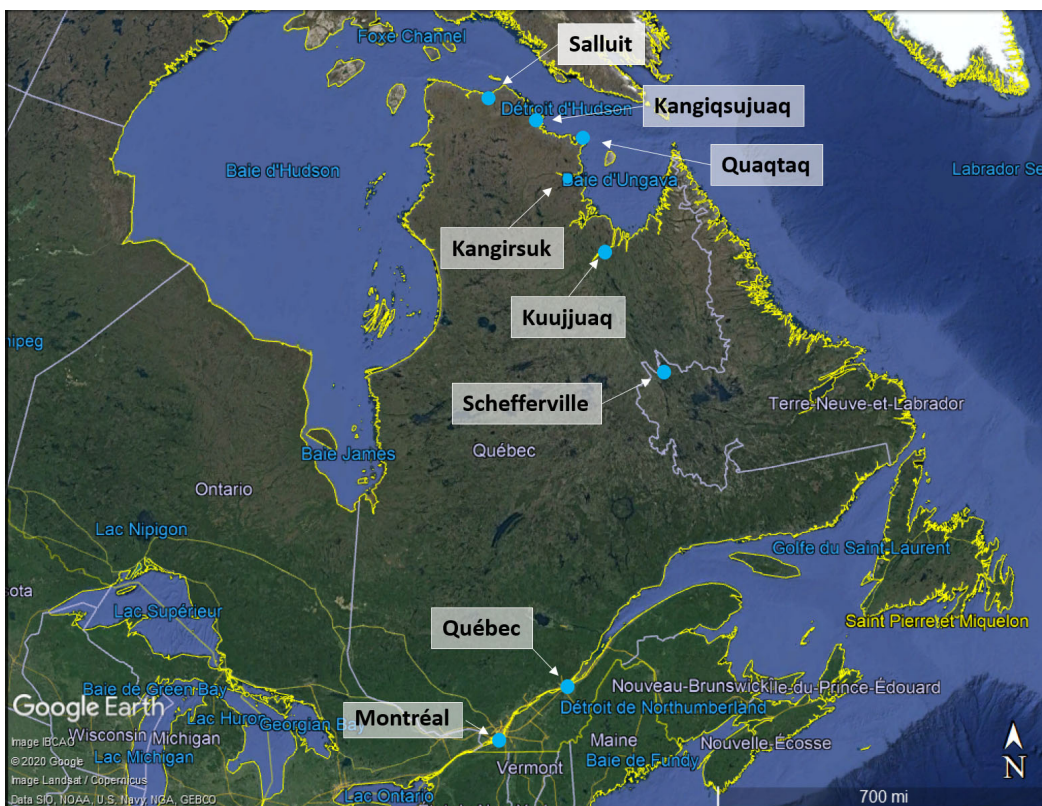 Foxe Channel
Salluit
Détroit d'Hudson
Kangiqsujuaq
Baie d'Hudson
Quaqtaq
Labrador Se
Baie d'Ungava
Kangirsuk
Kuujjuaq
nipeg
Schefferville
Terre-Neuve-et-Labrador
Baie James
Québec
Ontario
Lac Nipigon
Golfe du Saint-Laurent
ota
Lac Supérieur
Saint Pierre et Miquelon
Québec
Baie de Green Bay
Nouveau-Brunswick
Île-du-Prince-Édouard
Google Earth
Lac Huron
Georgian Bay
Montréal
Détroit de Northumberland
Image IBCAO
Wisconsin
Michigan
Maine
Nouvelle-Écosse
© 2020 Google
Lac Michigan
Vermont
Baie de Fundy
Image Landsat / Copernicus
N
Data SIO, NOAA, U.S. Navy, NGA, GEBCO
Lac Ontario
700 mi